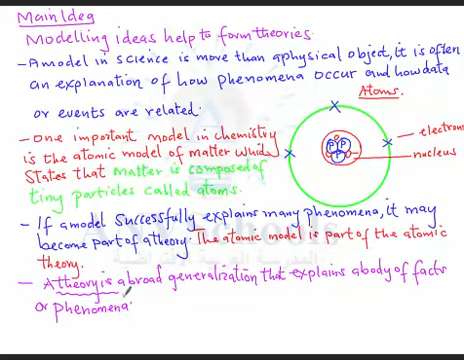 Main Idea
Modelling ideas help to form theories.
- A model in science is more than a physical object, it is often
an explanation of how phenomena occur and how data
or events are related.
Atoms.
- One important model in chemistry
is the atomic model of matter which
States that matter is composed of
tiny particles called atoms.
electrons
nucleus
P P
P
- If a model successfully explains many phenomena, it may
become part of a theory. The atomic model is part of the atomic
theory.
- A theory is a broad generalization that explains a body of facts
or phenomena